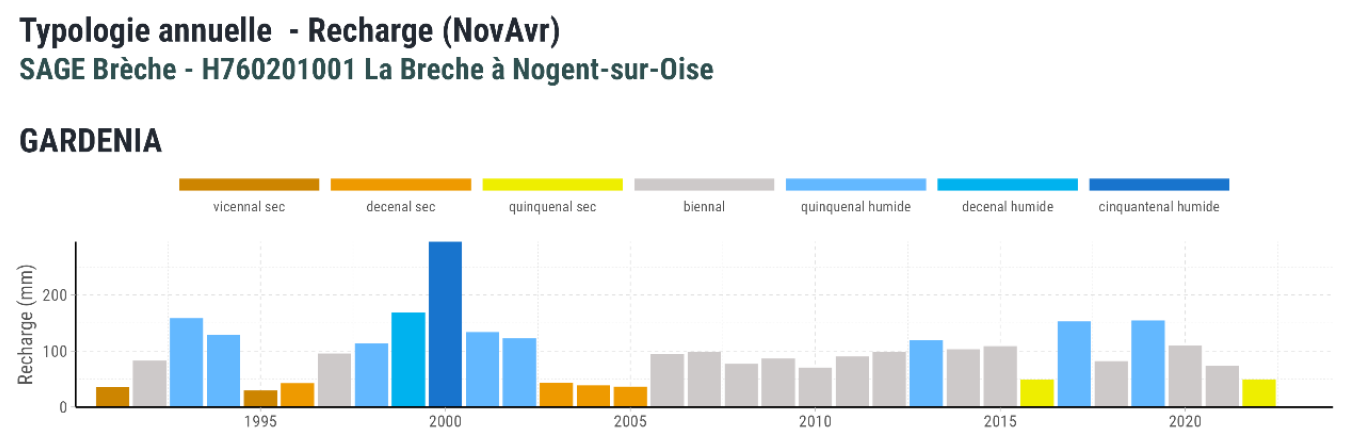 Typologie annuelle - Recharge (NovAvr)
SAGE Brèche - H760201001 La Breche à Nogent-sur-Oise
GARDENIA
vicennal sec decenal sec quinquenal sec biennal quinquenal humide decenal humide cinquantenal humide
Recharge (mm)
200
100
0
1995 2000 2005 2010 2015 2020